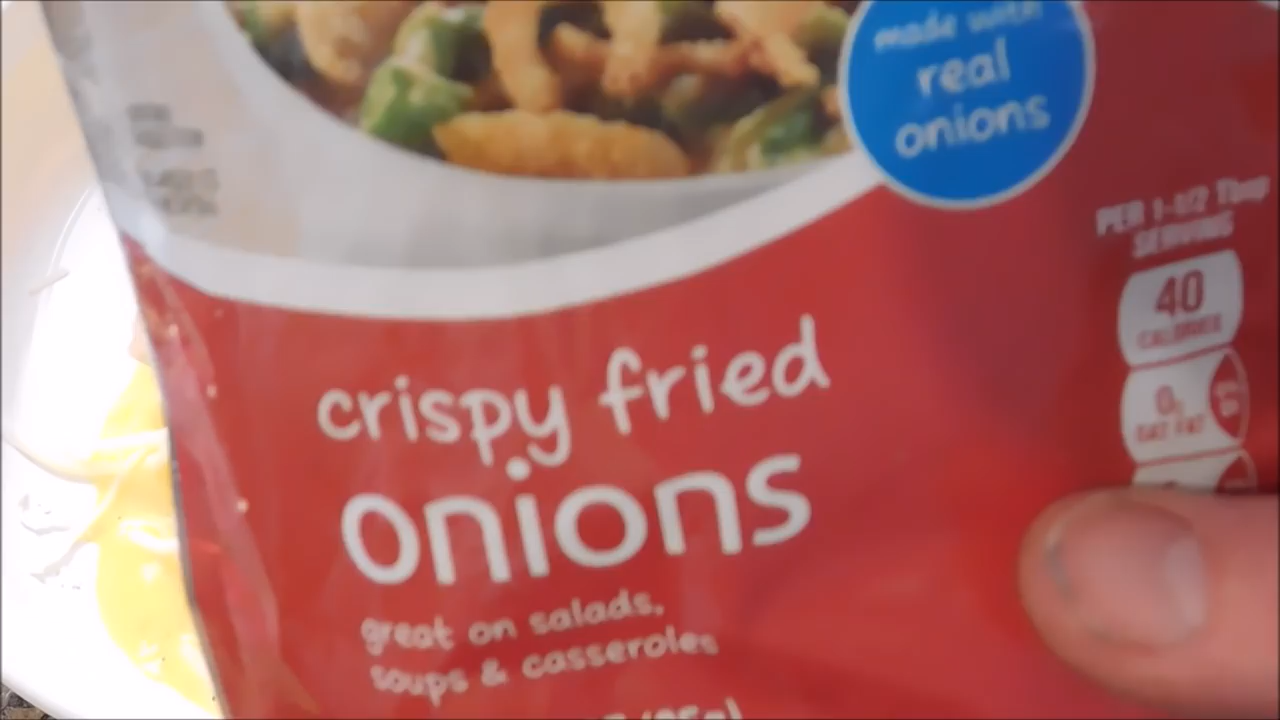 made with
real
onions
PER 1-1/2 Tbsp
SERVING
40
CALORIES
0g
SAT FAT
crispy fried
onions
great on salads,
soups & casseroles